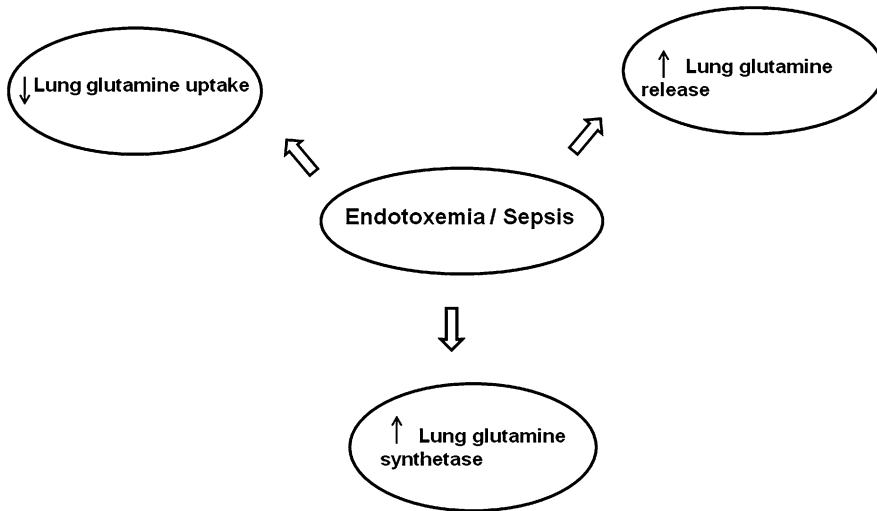 ↓ Lung glutamine uptake
↑ Lung glutamine
release
Endotoxemia / Sepsis
↑ Lung glutamine
synthetase